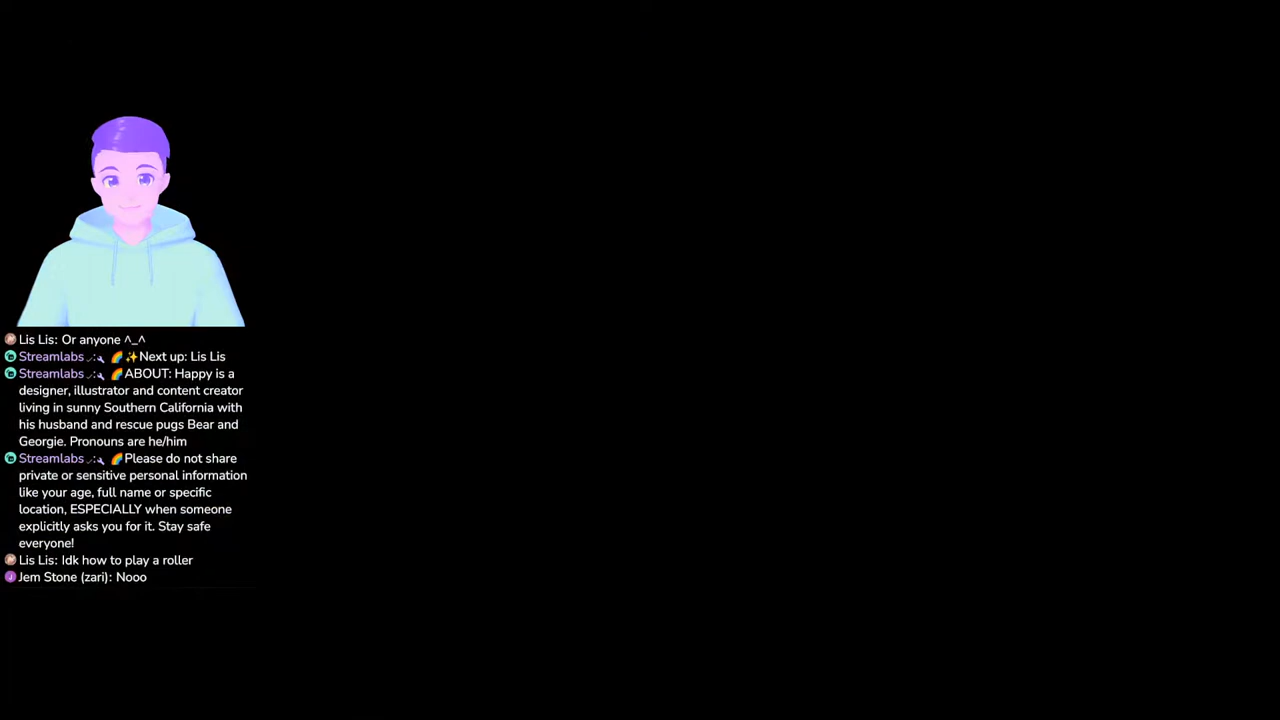 Lis Lis: Or anyone ^_^
Streamlabs 🌈✨Next up: Lis Lis
Streamlabs 🌈ABOUT: Happy is a
designer, illustrator and content creator
living in sunny Southern California with
his husband and rescue pugs Bear and
Georgie. Pronouns are he/him
Streamlabs 🌈Please do not share
private or sensitive personal information
like your age, full name or specific
location, ESPECIALLY when someone
explicitly asks you for it. Stay safe
everyone!
Lis Lis: Idk how to play a roller
J Jem Stone (zari): Nooo